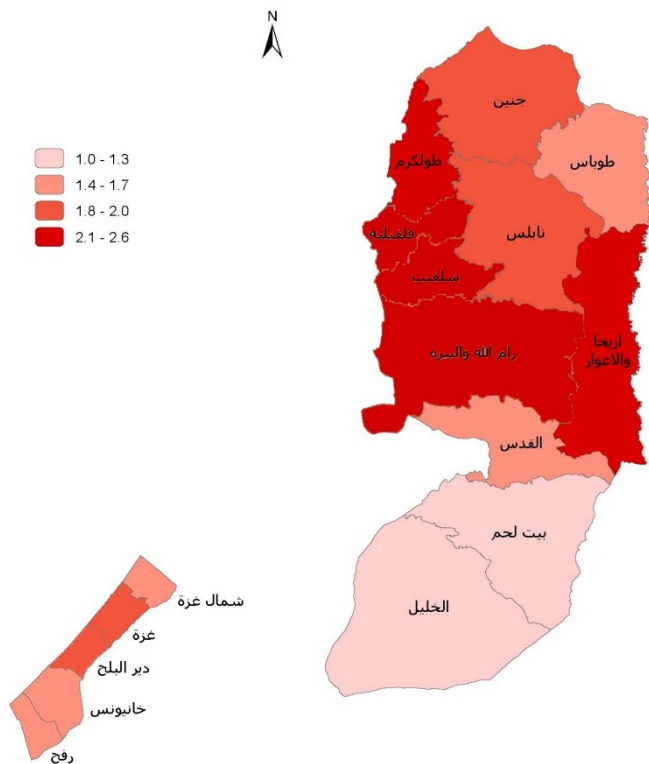 N
1.0 - 1.3
1.4 - 1.7
1.8 - 2.0
2.1 - 2.6
جنين
طوباس
طولكرم
قلقيلية
نابلس
سلفيت
رام الله والبيرة
اريحا
والاغوار
القدس
بيت لحم
الخليل
شمال غزة
غزة
دير البلح
خانيونس
رفح